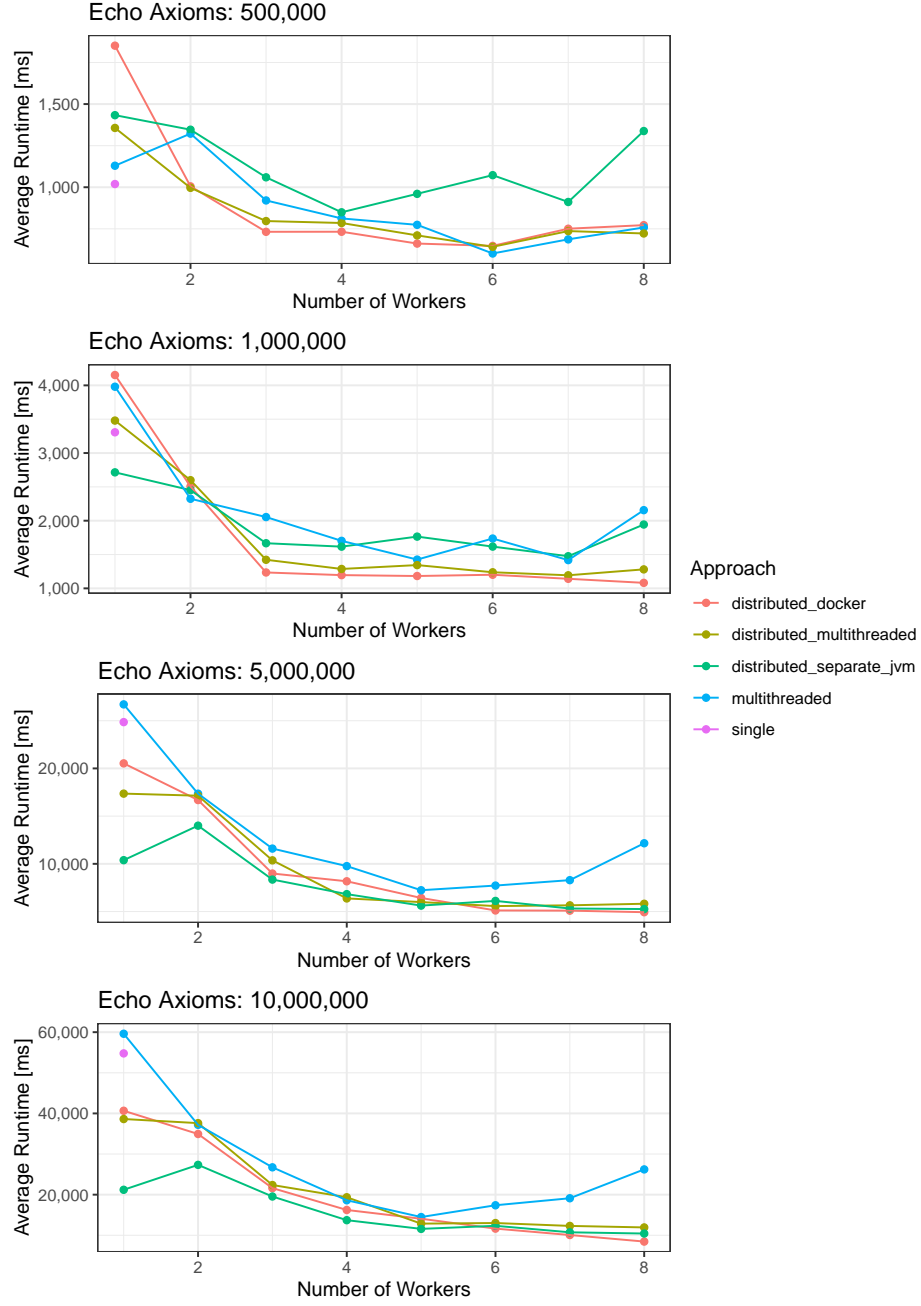 Echo Axioms: 500,000
Average Runtime [ms]
1,500
1,000
2
4
6
8
Number of Workers
Echo Axioms: 1,000,000
Average Runtime [ms]
4,000
3,000
2,000
1,000
2
4
6
8
Number of Workers
Echo Axioms: 5,000,000
Average Runtime [ms]
20,000
10,000
2
4
6
8
Number of Workers
Echo Axioms: 10,000,000
Average Runtime [ms]
60,000
40,000
20,000
2
4
6
8
Number of Workers
Approach
distributed_docker
distributed_multithreaded
distributed_separate_jvm
multithreaded
single